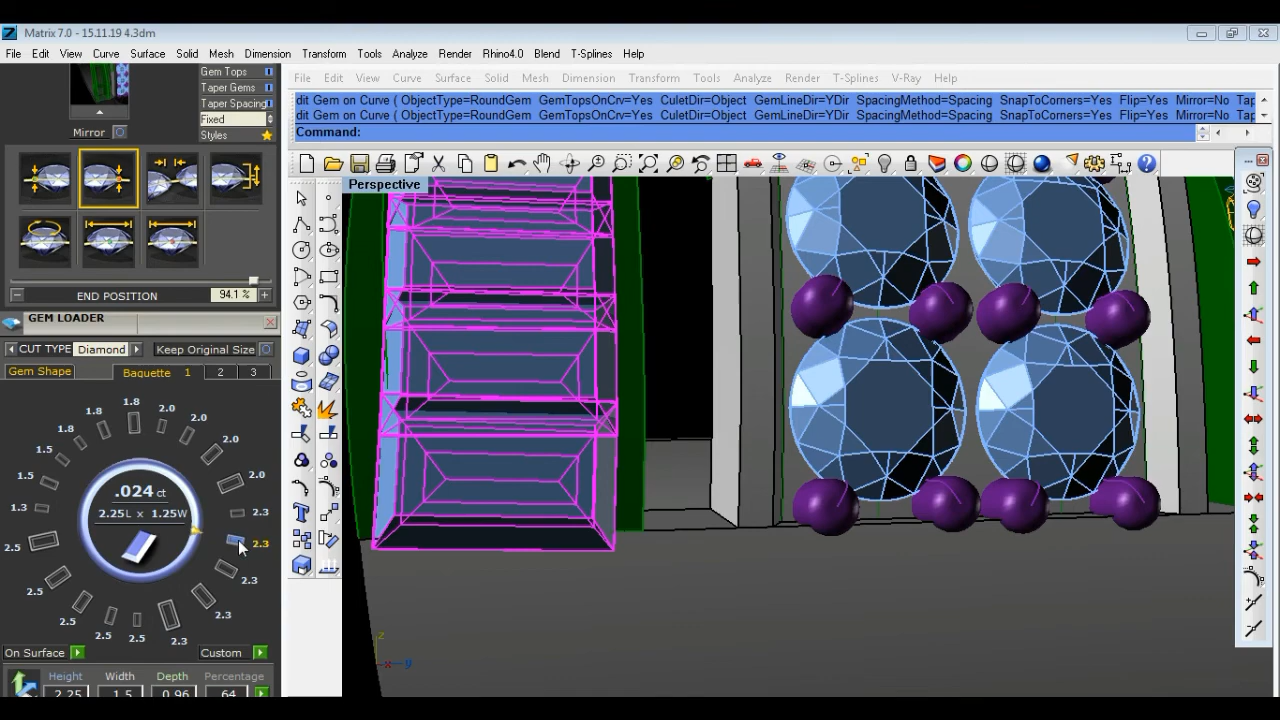 Matrix 7.0 - 15.11.19 4.3dm
File Edit View Curve Surface Solid Mesh Dimension Transform Tools Analyze Render Rhino4.0 Blend T-Splines Help
Gem Tops
Taper Gems
Taper Spacing
Fixed
Styles
Mirror
END POSITION 94.1 %
GEM LOADER
CUT TYPE Diamond Keep Original Size
Gem Shape Baquette 1 2 3
1.8
1.8 2.0
2.0
1.8
2.0
1.5
2.0
1.5
1.3
2.3
2.5
2.3
2.3
2.5
2.3
2.5
2.5 2.5 2.3
.024 ct
2.25L x 1.25W
On Surface Custom
Height Width Depth Percentage
2.25 1.5 0.96 64
File Edit View Curve Surface Solid Mesh Dimension Transform Tools Analyze Render T-Splines V-Ray Help
dit Gem on Curve ( ObjectType=RoundGem GemTopsOnCrv=Yes CuletDir=Object GemLineDir=YDir SpacingMethod=Spacing SnapToCorners=Yes Flip=Yes Mirror=No Tap
dit Gem on Curve ( ObjectType=RoundGem GemTopsOnCrv=Yes CuletDir=Object GemLineDir=YDir SpacingMethod=Spacing SnapToCorners=Yes Flip=Yes Mirror=No Tap
Command:
Perspective
z
x y